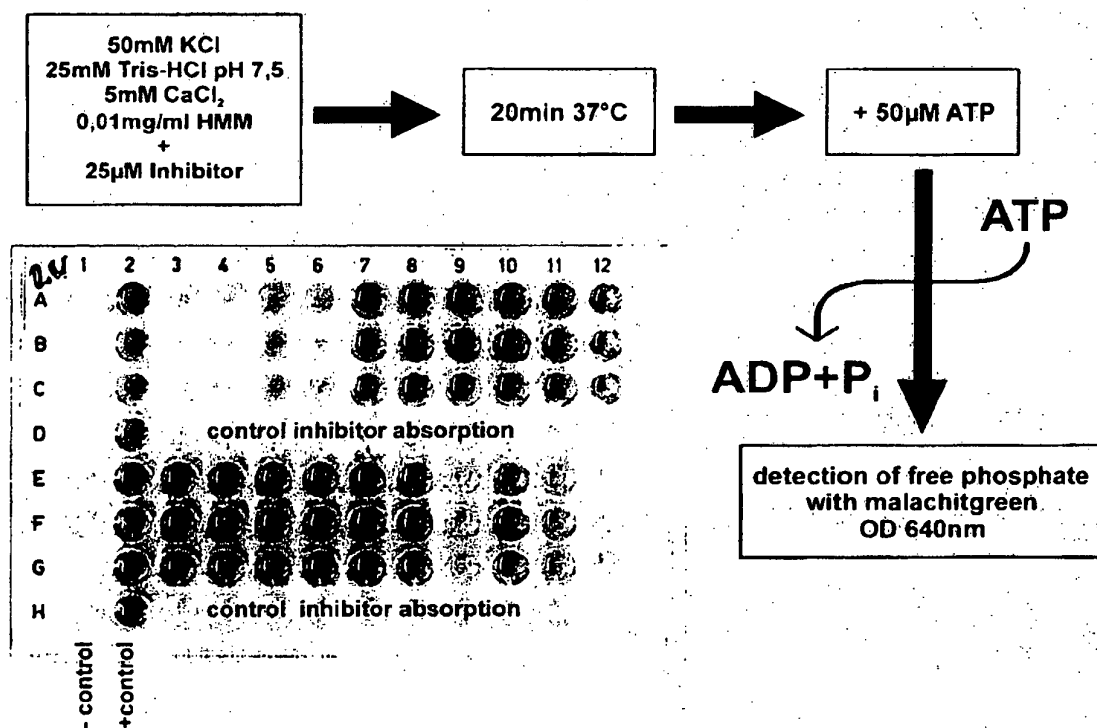 50mM KCl
25mM Tris-HCl pH 7,5
5mM CaCl₂
0,01mg/ml HMM
+
25µM Inhibitor
20min 37°C
+ 50µM ATP
ATP
ADP+Pᵢ
detection of free phosphate
with malachitgreen
OD 640nm
1 2 3 4 5 6 7 8 9 10 11 12
A
B
C
D control inhibitor absorption
E
F
G
H control inhibitor absorption
- control
+control